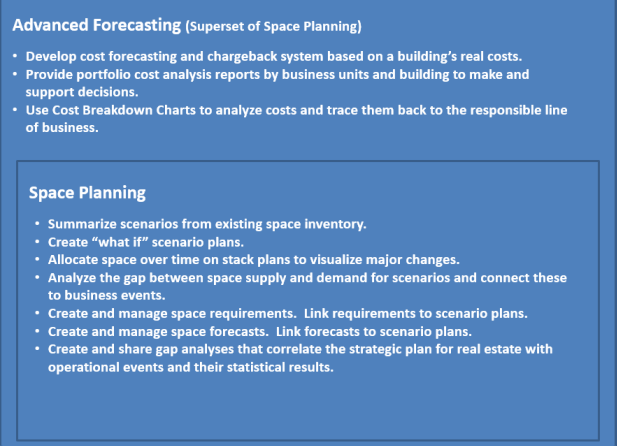 Advanced Forecasting (Superset of Space Planning)
• Develop cost forecasting and chargeback system based on a building's real costs.
• Provide portfolio cost analysis reports by business units and building to make and
support decisions.
• Use Cost Breakdown Charts to analyze costs and trace them back to the responsible line
of business.
Space Planning
• Summarize scenarios from existing space inventory.
• Create “what if” scenario plans.
• Allocate space over time on stack plans to visualize major changes.
• Analyze the gap between space supply and demand for scenarios and connect these
to business events.
• Create and manage space requirements.  Link requirements to scenario plans.
• Create and manage space forecasts.  Link forecasts to scenario plans.
• Create and share gap analyses that correlate the strategic plan for real estate with
operational events and their statistical results.